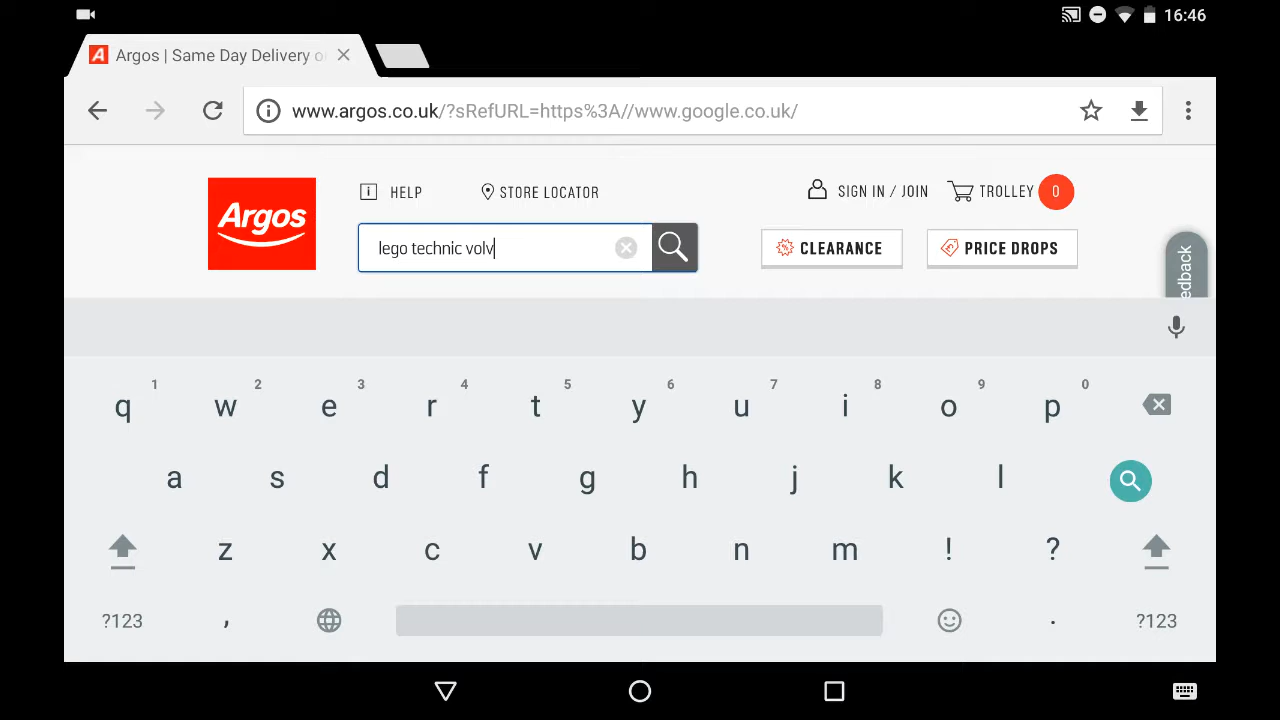 16:46
Argos | Same Day Delivery o
www.argos.co.uk/?sRefURL=https%3A//www.google.co.uk/
HELP STORE LOCATOR SIGN IN / JOIN TROLLEY 0
Argos
lego technic volv CLEARANCE PRICE DROPS
edback
1 2 3 4 5 6 7 8 9 0
q w e r t y u i o p
a s d f g h j k l
z x c v b n m ! ?
?123 , . ?123